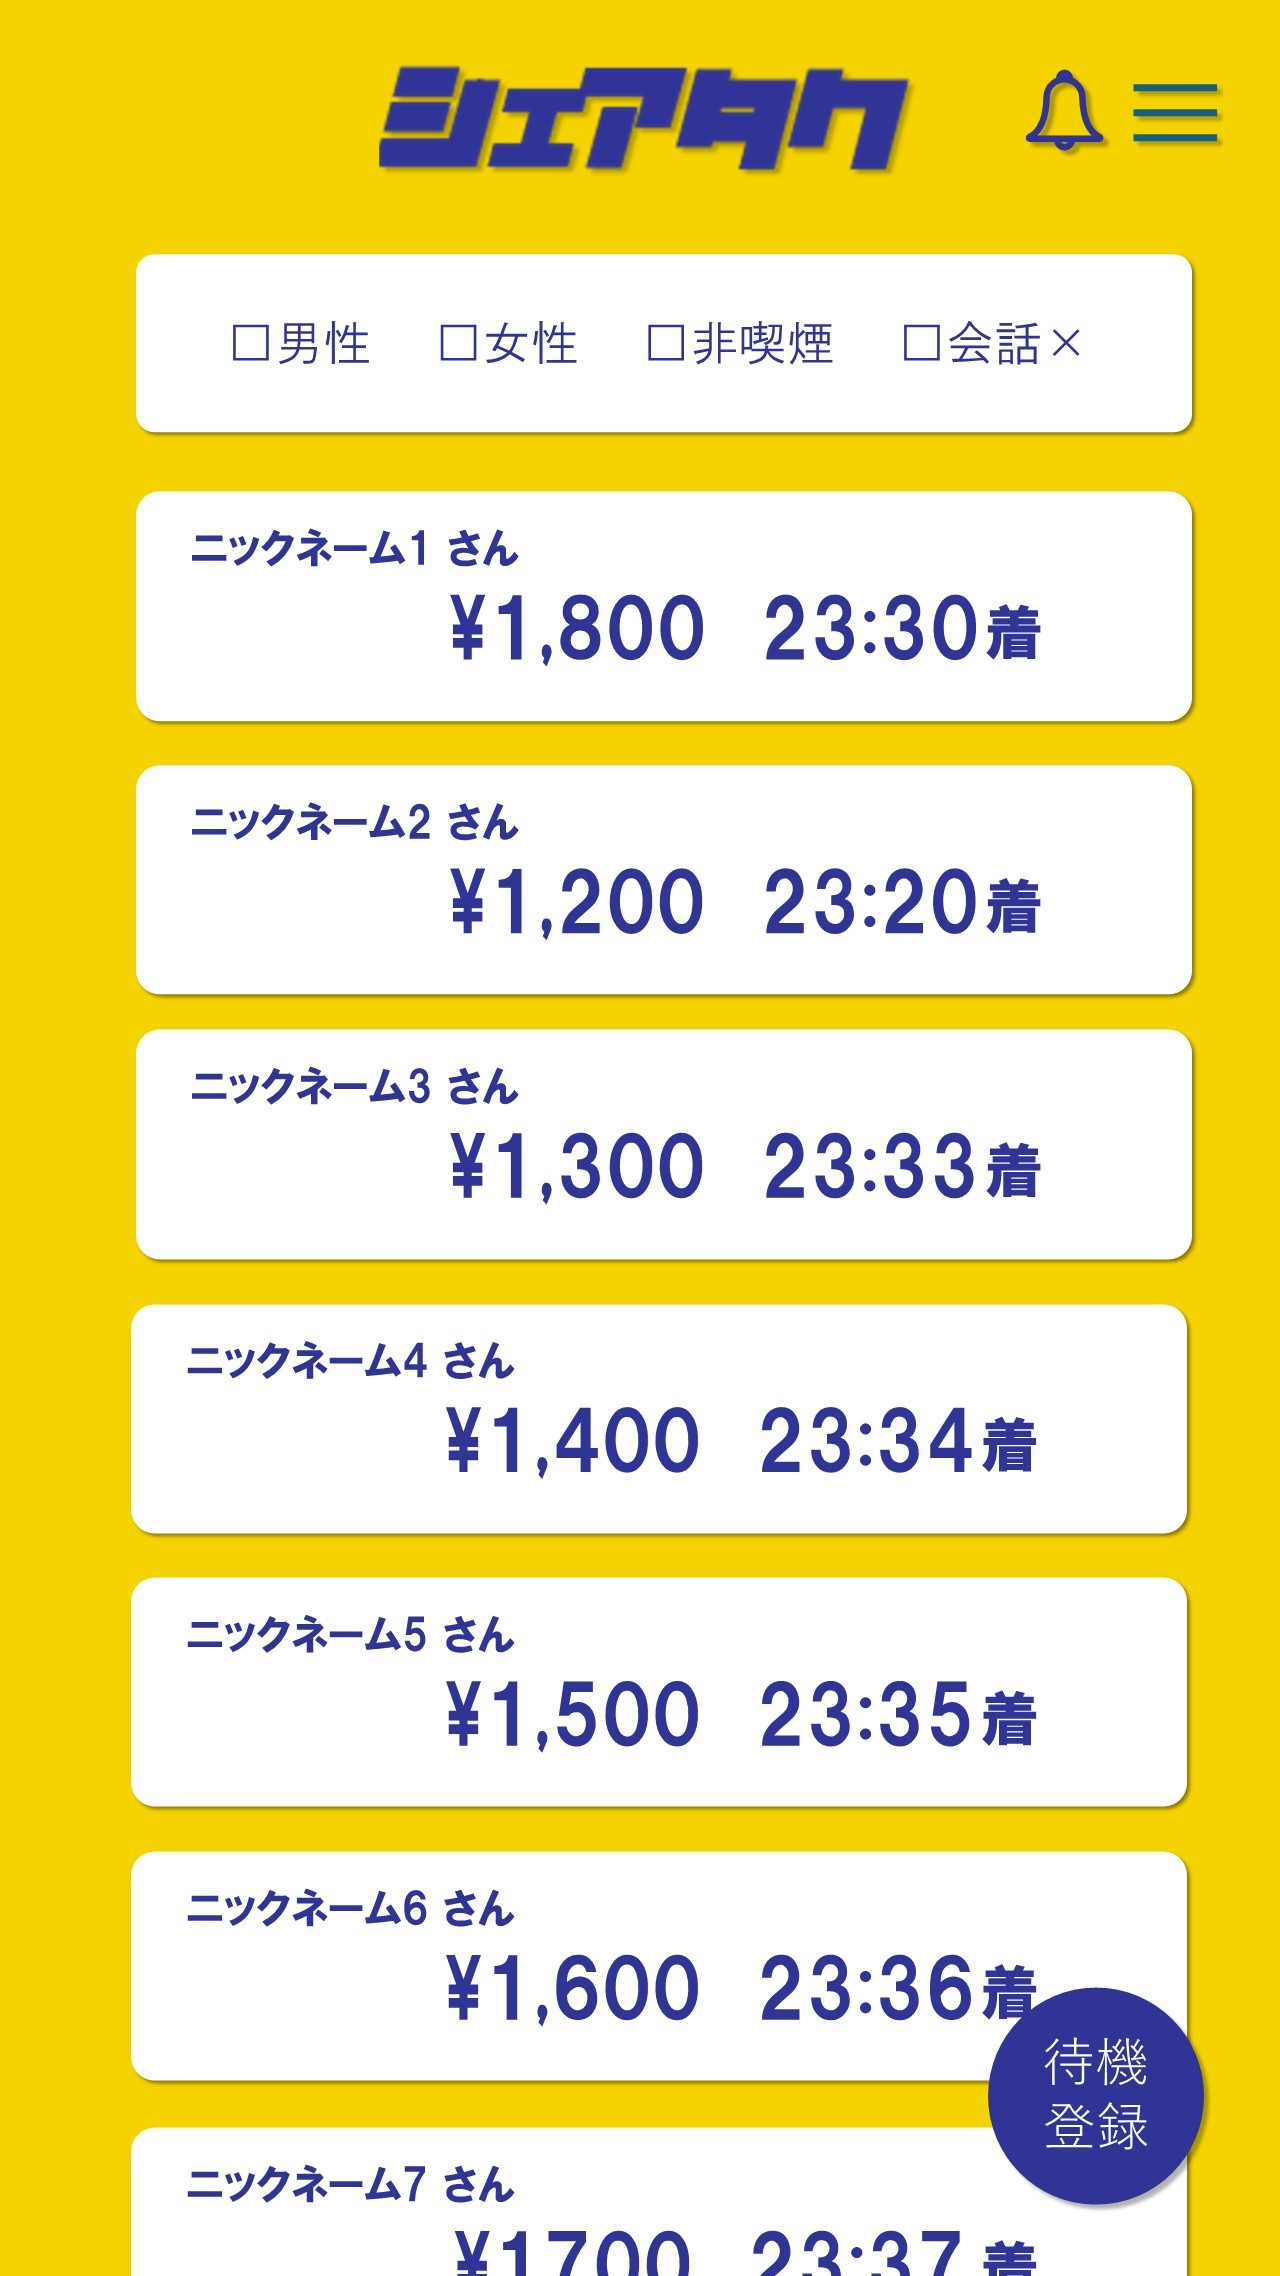 シェアタク
□男性 □女性 □非喫煙 □会話×
ニックネーム1 さん
¥1,800 23:30着
ニックネーム2 さん
¥1,200 23:20着
ニックネーム3 さん
¥1,300 23:33着
ニックネーム4 さん
¥1,400 23:34着
ニックネーム5 さん
¥1,500 23:35着
ニックネーム6 さん
¥1,600 23:36着
待機
登録
ニックネーム7 さん
¥1700 23:37着